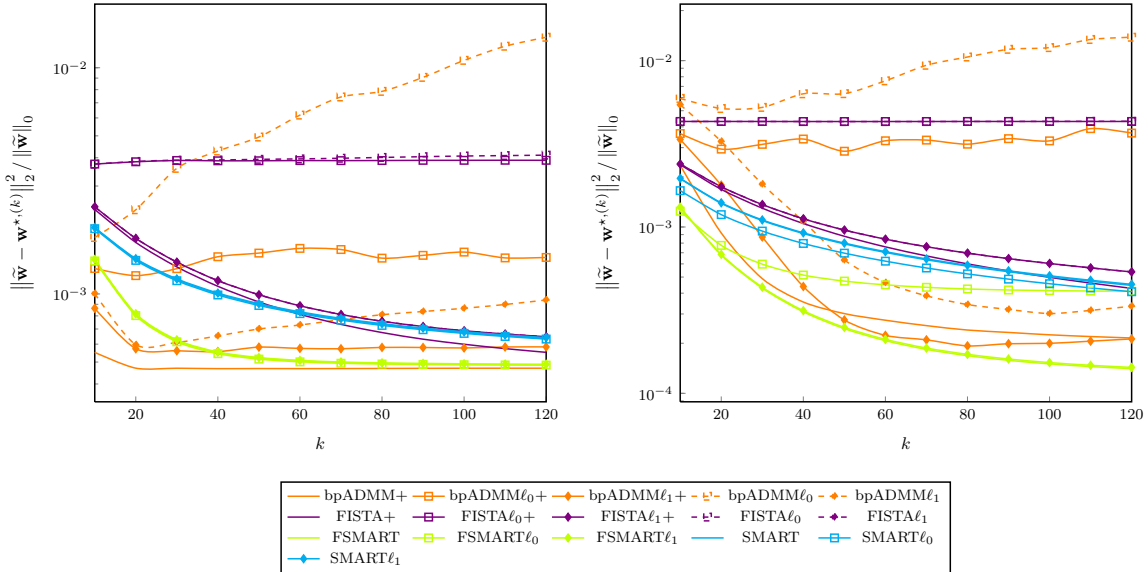 10^{-2}
10^{-3}
‖w̃ − w^{⋆,(k)}‖₂² / ‖w̃‖₀
20 40 60 80 100 120
k
10^{-2}
10^{-3}
10^{-4}
‖w̃ − w^{⋆,(k)}‖₂² / ‖w̃‖₀
20 40 60 80 100 120
k
bpADMM+ bpADMMℓ₀+ bpADMMℓ₁+ bpADMMℓ₀ bpADMMℓ₁
FISTA+ FISTAℓ₀+ FISTAℓ₁+ FISTAℓ₀ FISTAℓ₁
FSMART FSMARTℓ₀ FSMARTℓ₁ SMART SMARTℓ₀
SMARTℓ₁